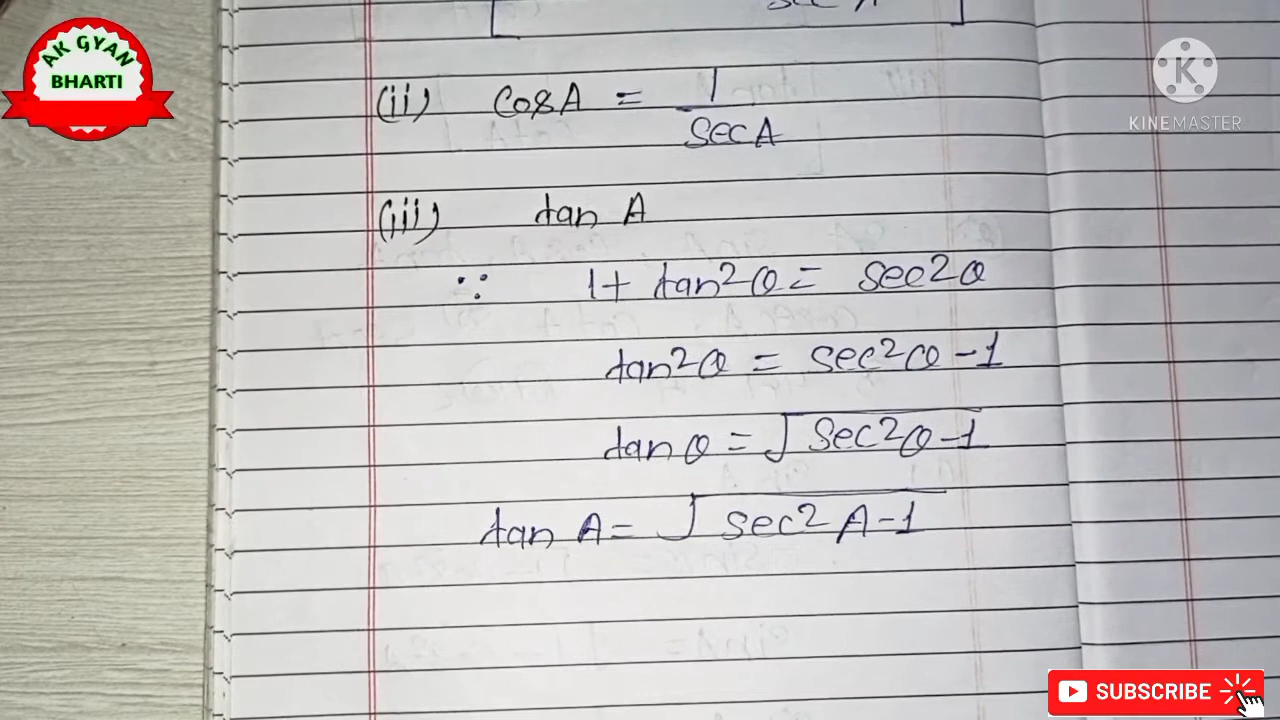 sec A
AK GYAN
BHARTI
K
KINEMASTER
(ii) cosA = 1/secA
(iii) tan A
∵ 1+ tan²θ = sec²θ
tan²θ = sec²θ-1
tanθ = √sec²θ-1
tan A = √sec²A-1
SUBSCRIBE